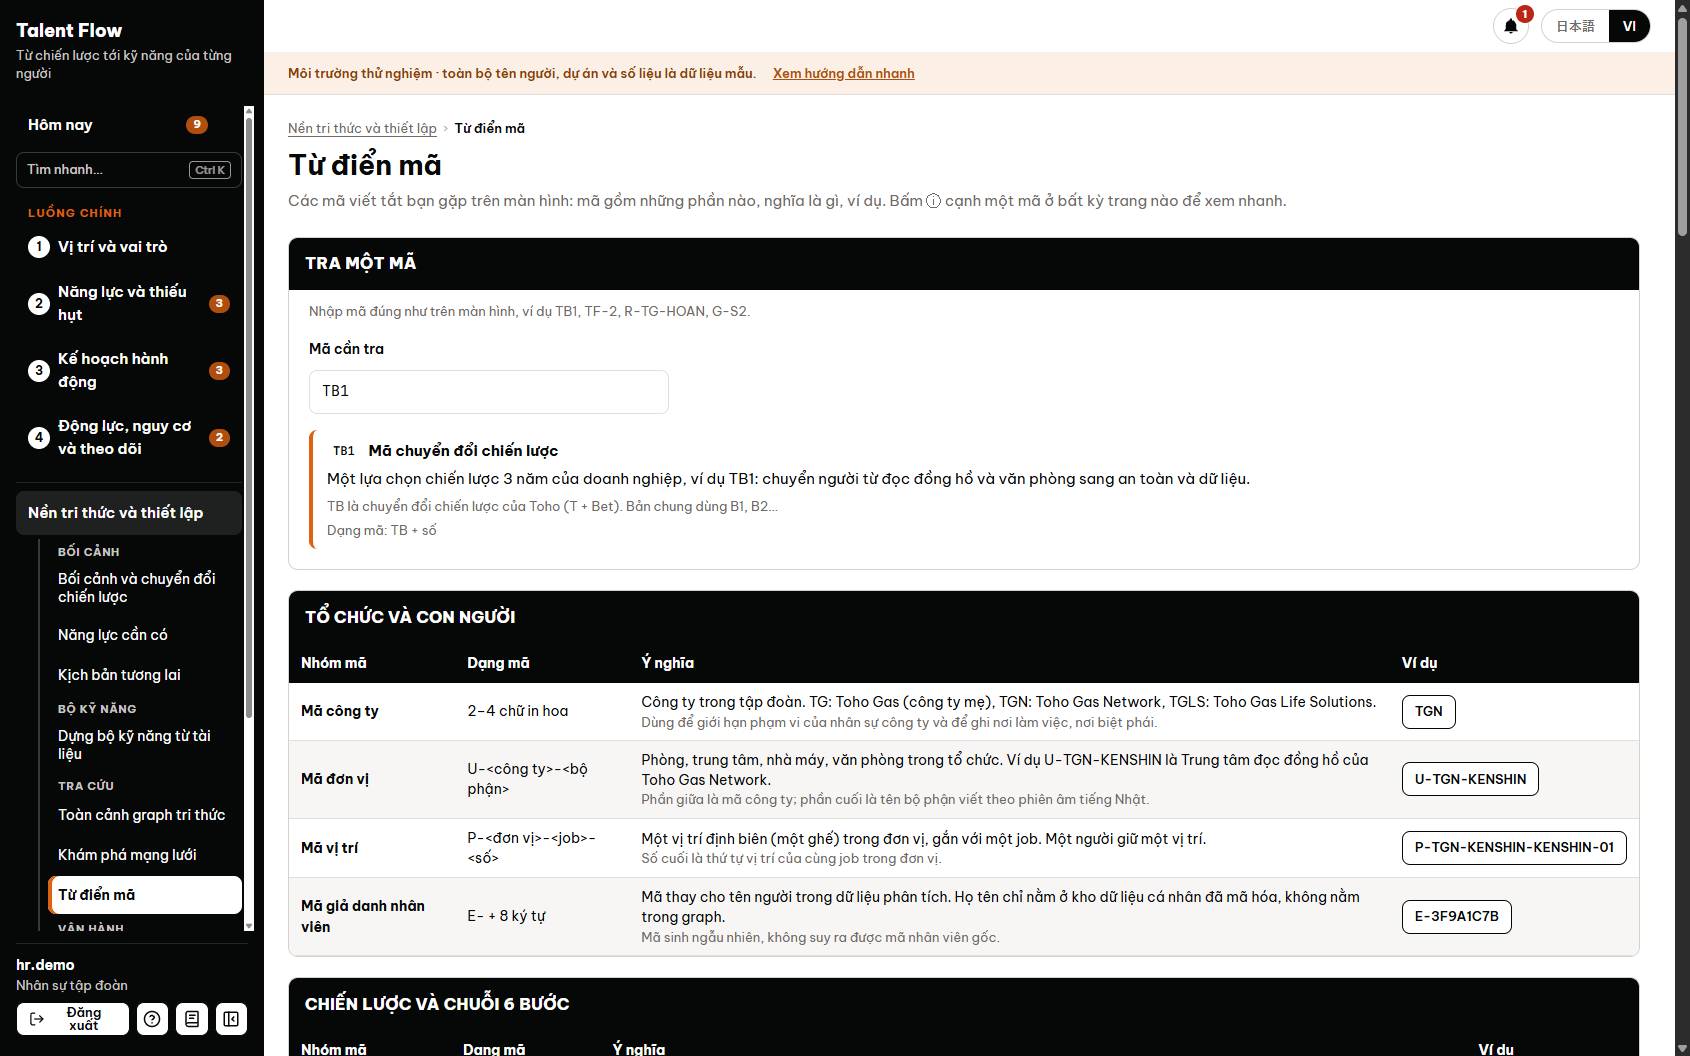 Talent Flow
Từ chiến lược tới kỹ năng của từng
người
Hôm nay
9
Tìm nhanh...
Ctrl K
LUỒNG CHÍNH
1 Vị trí và vai trò
2 Năng lực và thiếu
hụt
3
3 Kế hoạch hành
động
3
4 Động lực, nguy cơ
và theo dõi
2
Nền tri thức và thiết lập
BỐI CẢNH
Bối cảnh và chuyển đổi
chiến lược
Năng lực cần có
Kịch bản tương lai
BỘ KỸ NĂNG
Dựng bộ kỹ năng từ tài
liệu
TRA CỨU
Toàn cảnh graph tri thức
Khám phá mạng lưới
Từ điển mã
VẬN HÀNH
hr.demo
Nhân sự tập đoàn
Đăng
xuất
1
日本語
VI
Môi trường thử nghiệm · toàn bộ tên người, dự án và số liệu là dữ liệu mẫu. Xem hướng dẫn nhanh
Nền tri thức và thiết lập › Từ điển mã
Từ điển mã
Các mã viết tắt bạn gặp trên màn hình: mã gồm những phần nào, nghĩa là gì, ví dụ. Bấm ⓘ cạnh một mã ở bất kỳ trang nào để xem nhanh.
TRA MỘT MÃ
Nhập mã đúng như trên màn hình, ví dụ TB1, TF-2, R-TG-HOAN, G-S2.
Mã cần tra
TB1
TB1 Mã chuyển đổi chiến lược
Một lựa chọn chiến lược 3 năm của doanh nghiệp, ví dụ TB1: chuyển người từ đọc đồng hồ và văn phòng sang an toàn và dữ liệu.
TB là chuyển đổi chiến lược của Toho (T + Bet). Bản chung dùng B1, B2...
Dạng mã: TB + số
TỔ CHỨC VÀ CON NGƯỜI
Nhóm mã Dạng mã Ý nghĩa Ví dụ
Mã công ty
2–4 chữ in hoa
Công ty trong tập đoàn. TG: Toho Gas (công ty mẹ), TGN: Toho Gas Network, TGLS: Toho Gas Life Solutions.
Dùng để giới hạn phạm vi của nhân sự công ty và để ghi nơi làm việc, nơi biệt phái.
TGN
Mã đơn vị
U-<công ty>-<bộ
phận>
Phòng, trung tâm, nhà máy, văn phòng trong tổ chức. Ví dụ U-TGN-KENSHIN là Trung tâm đọc đồng hồ của
Toho Gas Network.
Phần giữa là mã công ty; phần cuối là tên bộ phận viết theo phiên âm tiếng Nhật.
U-TGN-KENSHIN
Mã vị trí
P-<đơn vị>-<job>-
<số>
Một vị trí định biên (một ghế) trong đơn vị, gắn với một job. Một người giữ một vị trí.
Số cuối là thứ tự vị trí của cùng job trong đơn vị.
P-TGN-KENSHIN-KENSHIN-01
Mã giả danh nhân
viên
E- + 8 ký tự
Mã thay cho tên người trong dữ liệu phân tích. Họ tên chỉ nằm ở kho dữ liệu cá nhân đã mã hóa, không nằm
trong graph.
Mã sinh ngẫu nhiên, không suy ra được mã nhân viên gốc.
E-3F9A1C7B
CHIẾN LƯỢC VÀ CHUỖI 6 BƯỚC
Nhóm mã Dạng mã Ý nghĩa Ví dụ